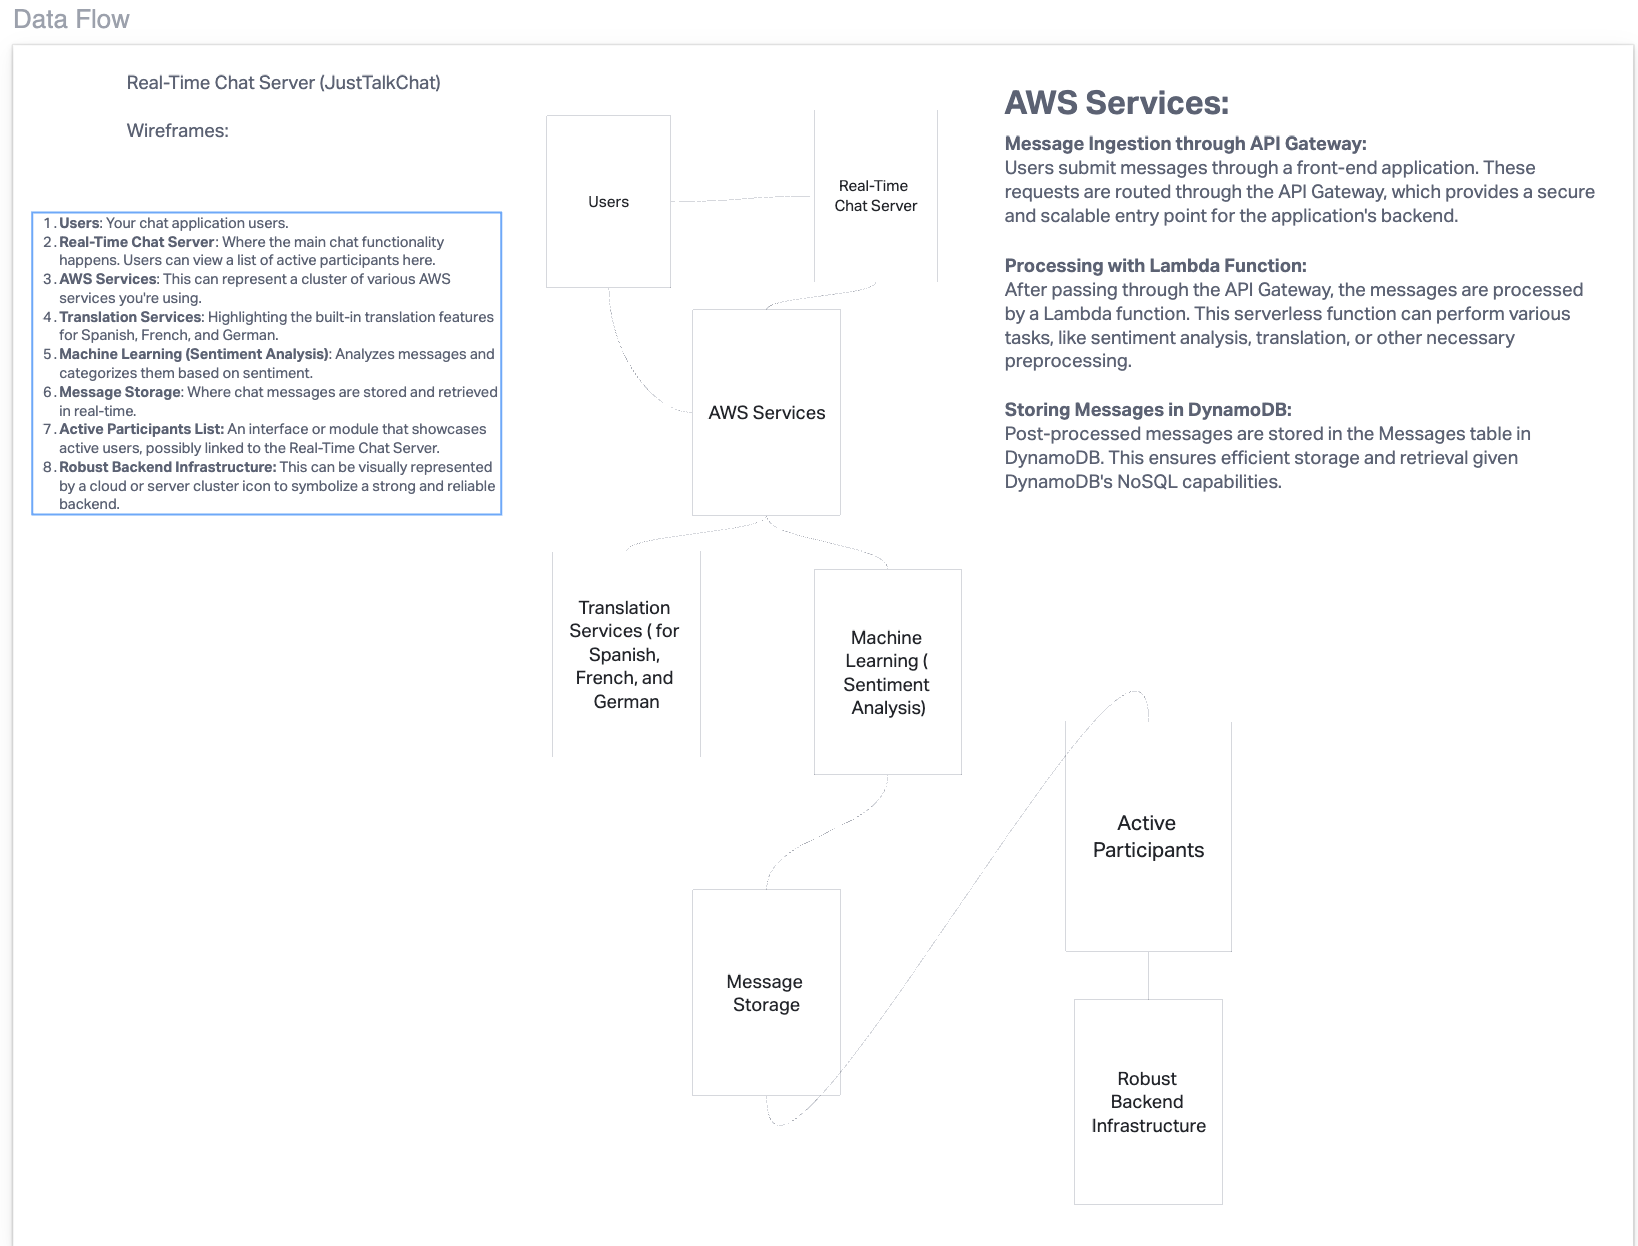 Data Flow
Real-Time Chat Server (JustTalkChat)
Wireframes:
1. Users: Your chat application users.
2. Real-Time Chat Server: Where the main chat functionality
happens. Users can view a list of active participants here.
3. AWS Services: This can represent a cluster of various AWS
services you're using.
4. Translation Services: Highlighting the built-in translation features
for Spanish, French, and German.
5. Machine Learning (Sentiment Analysis): Analyzes messages and
categorizes them based on sentiment.
6. Message Storage: Where chat messages are stored and retrieved
in real-time.
7. Active Participants List: An interface or module that showcases
active users, possibly linked to the Real-Time Chat Server.
8. Robust Backend Infrastructure: This can be visually represented
by a cloud or server cluster icon to symbolize a strong and reliable
backend.
Users
Real-Time
Chat Server
AWS Services
Translation
Services ( for
Spanish,
French, and
German
Machine
Learning (
Sentiment
Analysis)
Message
Storage
Active
Participants
Robust
Backend
Infrastructure
AWS Services:
Message Ingestion through API Gateway:
Users submit messages through a front-end application. These
requests are routed through the API Gateway, which provides a secure
and scalable entry point for the application's backend.
Processing with Lambda Function:
After passing through the API Gateway, the messages are processed
by a Lambda function. This serverless function can perform various
tasks, like sentiment analysis, translation, or other necessary
preprocessing.
Storing Messages in DynamoDB:
Post-processed messages are stored in the Messages table in
DynamoDB. This ensures efficient storage and retrieval given
DynamoDB's NoSQL capabilities.